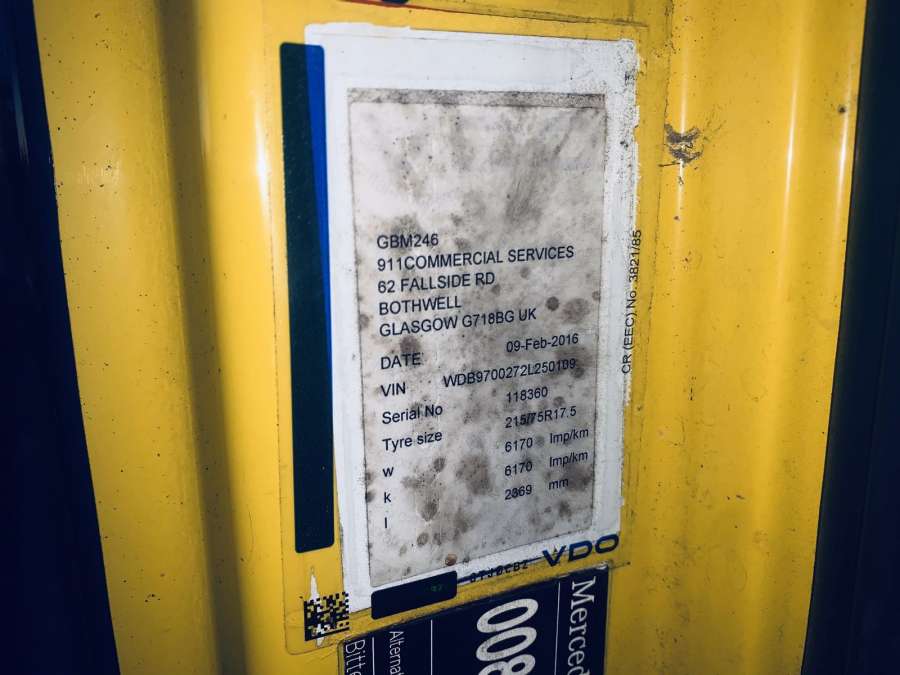 GBM246
911COMMERCIAL SERVICES
62 FALLSIDE RD
BOTHWELL
GLASGOW G718BG UK
DATE 09-Feb-2016
VIN WDB9700272L250109
Serial No 118360
Tyre size 215/75R17.5
w 6170 Imp/km
k 6170 Imp/km
l 2369 mm
CR (EEC) No. 3821/85
VDO
Merced
008
Alterna
Bitte